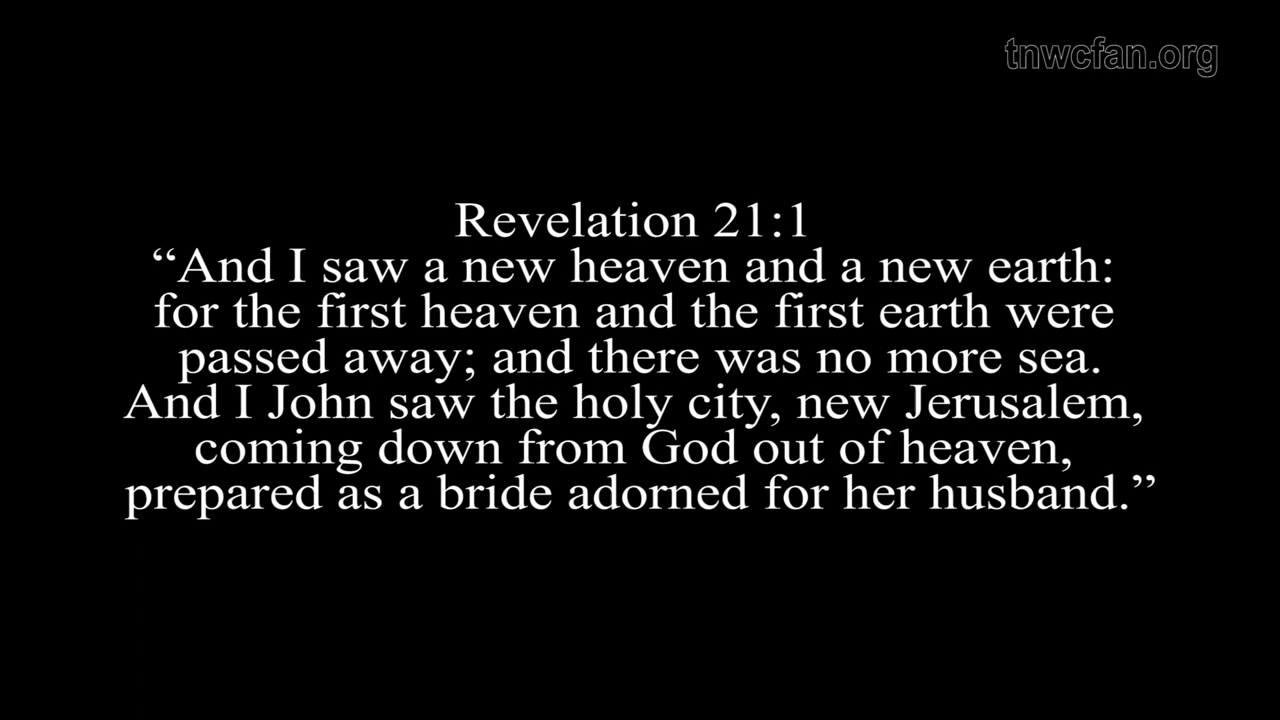 tnwcfan.org
Revelation 21:1
“And I saw a new heaven and a new earth:
for the first heaven and the first earth were
passed away; and there was no more sea.
And I John saw the holy city, new Jerusalem,
coming down from God out of heaven,
prepared as a bride adorned for her husband.”